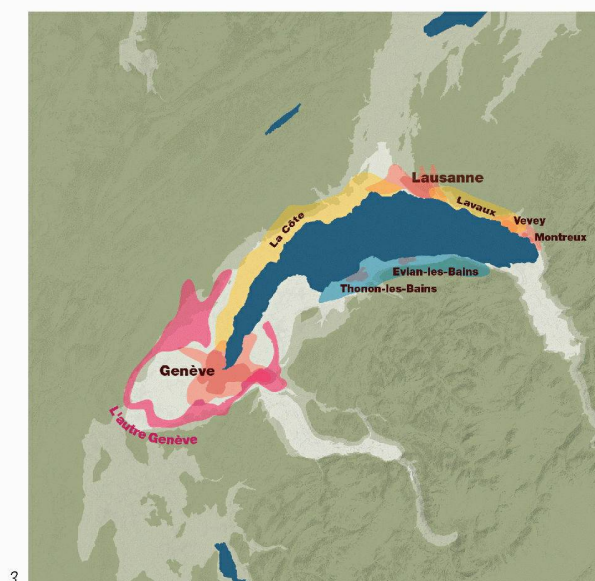 Lausanne
Lavaux
Vevey
Montreux
La Côte
Evian-les-Bains
Thonon-les-Bains
Genève
L'autre Genève
3